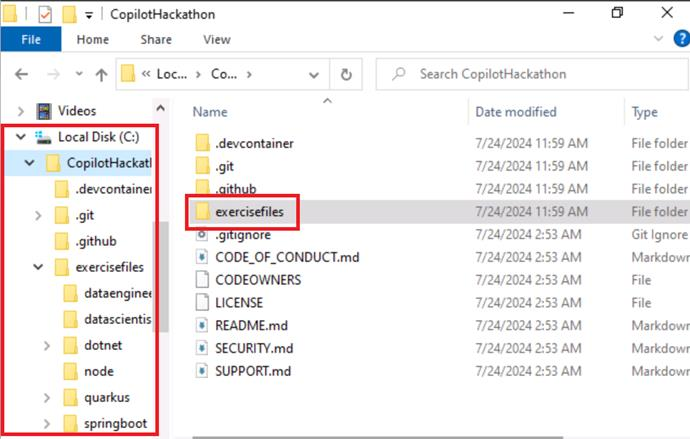 CopilotHackathon
File Home Share View
« Loc... › Co... › Search CopilotHackathon
Videos
Local Disk (C:)
CopilotHackath
.devcontainer
.git
.github
exercisefiles
dataenginee
datascientis
dotnet
node
quarkus
springboot
Name Date modified Type
.devcontainer 7/24/2024 11:59 AM File folder
.git 7/24/2024 11:59 AM File folder
.github 7/24/2024 11:59 AM File folder
exercisefiles 7/24/2024 11:59 AM File folder
.gitignore 7/24/2024 2:53 AM Git Ignore
CODE_OF_CONDUCT.md 7/24/2024 2:53 AM Markdown
CODEOWNERS 7/24/2024 2:53 AM File
LICENSE 7/24/2024 2:53 AM File
README.md 7/24/2024 2:53 AM Markdown
SECURITY.md 7/24/2024 2:53 AM Markdown
SUPPORT.md 7/24/2024 2:53 AM Markdown